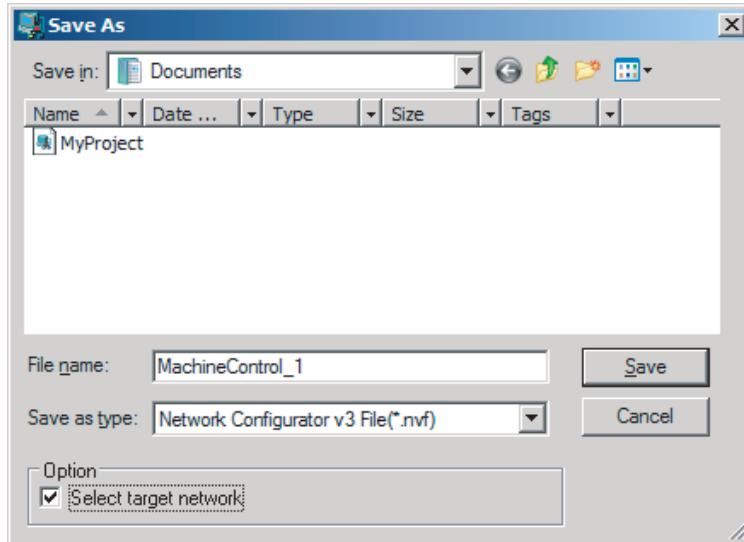 Save As
Save in: Documents
Name Date ... Type Size Tags
MyProject
File name: MachineControl_1 Save
Save as type: Network Configurator v3 File(*.nvf) Cancel
Option
Select target network